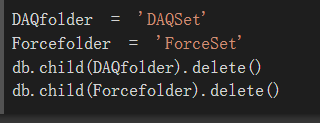 DAQfolder = 'DAQSet'
Forcefolder = 'ForceSet'
db.child(DAQfolder).delete()
db.child(Forcefolder).delete()